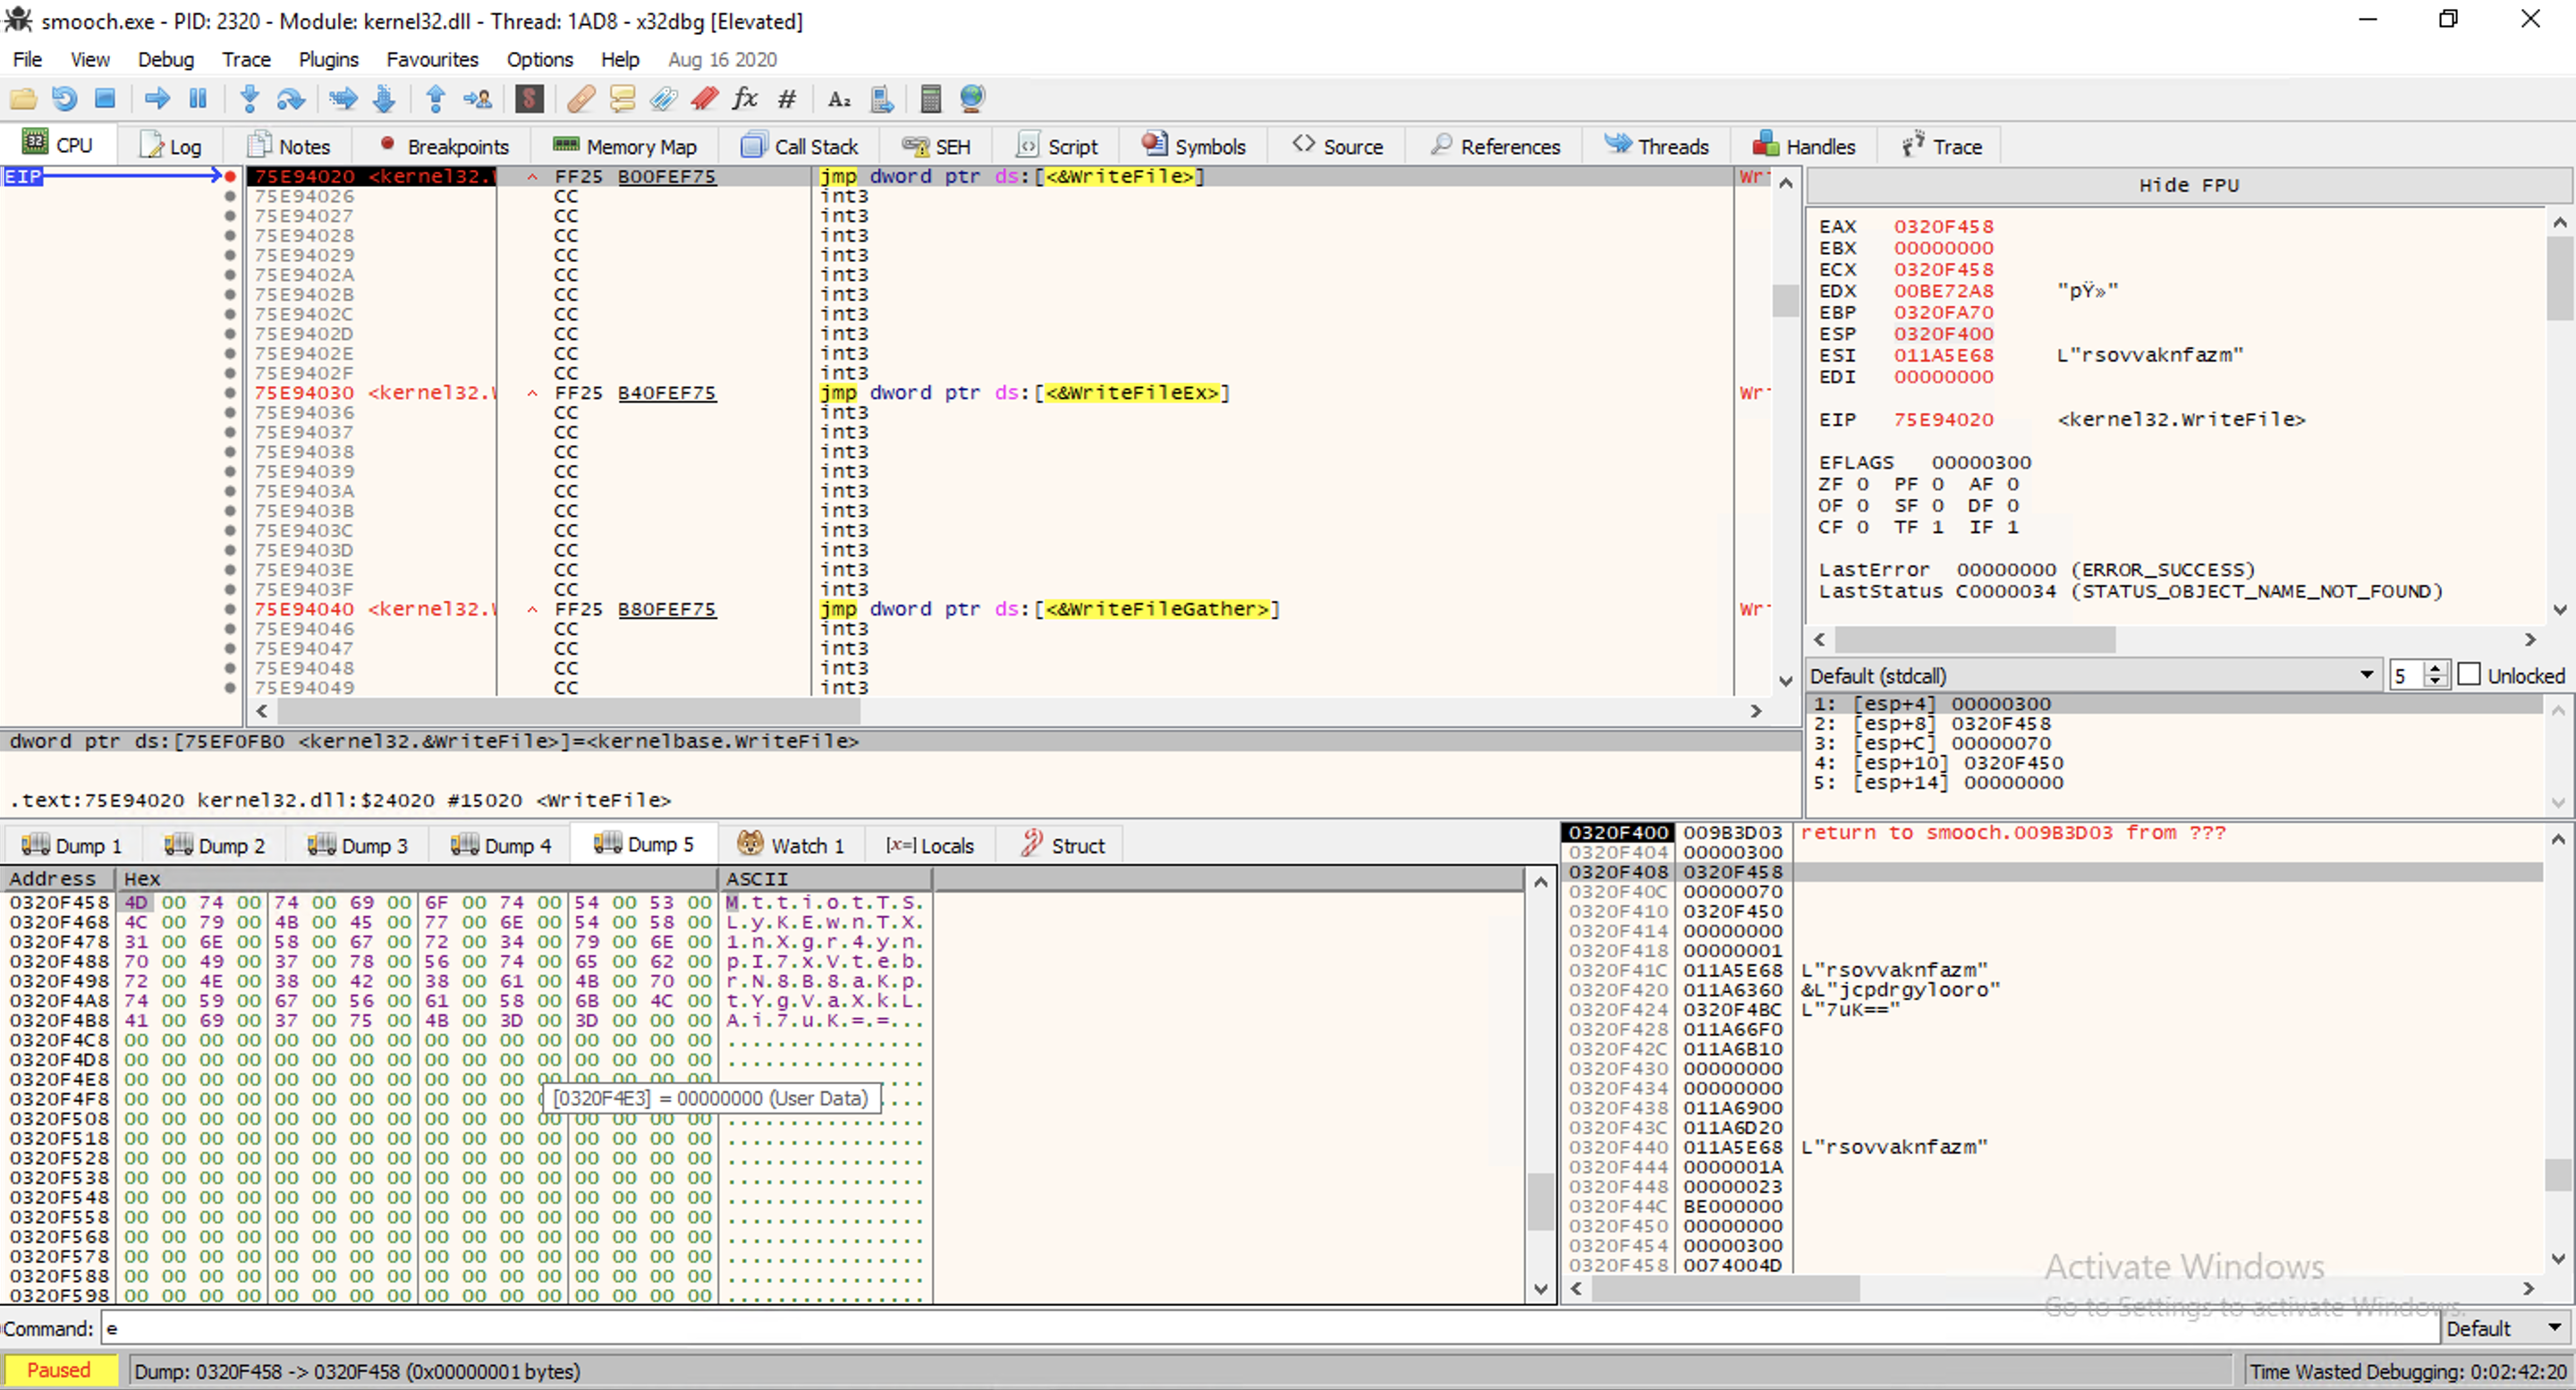 smooch.exe - PID: 2320 - Module: kernel32.dll - Thread: 1AD8 - x32dbg [Elevated]
File View Debug Trace Plugins Favourites Options Help Aug 16 2020
CPU Log Notes Breakpoints Memory Map Call Stack SEH Script Symbols Source References Threads Handles Trace
EIP
75E94020 <kernel32.W ^ FF25 B00FEF75 jmp dword ptr ds:[<&WriteFile>] Wr
75E94026 CC int3
75E94027 CC int3
75E94028 CC int3
75E94029 CC int3
75E9402A CC int3
75E9402B CC int3
75E9402C CC int3
75E9402D CC int3
75E9402E CC int3
75E9402F CC int3
75E94030 <kernel32.W ^ FF25 B40FEF75 jmp dword ptr ds:[<&WriteFileEx>] Wr
75E94036 CC int3
75E94037 CC int3
75E94038 CC int3
75E94039 CC int3
75E9403A CC int3
75E9403B CC int3
75E9403C CC int3
75E9403D CC int3
75E9403E CC int3
75E9403F CC int3
75E94040 <kernel32.W ^ FF25 B80FEF75 jmp dword ptr ds:[<&WriteFileGather>] Wr
75E94046 CC int3
75E94047 CC int3
75E94048 CC int3
75E94049 CC int3
Hide FPU
EAX 0320F458
EBX 00000000
ECX 0320F458
EDX 00BE72A8 "pŸ»"
EBP 0320FA70
ESP 0320F400
ESI 011A5E68 L"rsovvaknfazm"
EDI 00000000
EIP 75E94020 <kernel32.WriteFile>
EFLAGS 00000300
ZF 0 PF 0 AF 0
OF 0 SF 0 DF 0
CF 0 TF 1 IF 1
LastError 00000000 (ERROR_SUCCESS)
LastStatus C0000034 (STATUS_OBJECT_NAME_NOT_FOUND)
Default (stdcall) 5 Unlocked
1: [esp+4] 00000300
2: [esp+8] 0320F458
3: [esp+C] 00000070
4: [esp+10] 0320F450
5: [esp+14] 00000000
dword ptr ds:[75EF0FB0 <kernel32.&WriteFile>]=<kernelbase.WriteFile>
.text:75E94020 kernel32.dll:$24020 #15020 <WriteFile>
Dump 1 Dump 2 Dump 3 Dump 4 Dump 5 Watch 1 [x=] Locals Struct
Address Hex ASCII
0320F458 4D 00 74 00 74 00 69 00 6F 00 74 00 54 00 53 00 M.t.t.i.o.t.T.S.
0320F468 4C 00 79 00 4B 00 45 00 77 00 6E 00 54 00 58 00 L.y.K.E.w.n.T.X.
0320F478 31 00 6E 00 58 00 67 00 72 00 34 00 79 00 6E 00 1.n.X.g.r.4.y.n.
0320F488 70 00 49 00 37 00 78 00 56 00 74 00 65 00 62 00 p.I.7.x.V.t.e.b.
0320F498 72 00 4E 00 38 00 42 00 38 00 61 00 4B 00 70 00 r.N.8.B.8.a.K.p.
0320F4A8 74 00 59 00 67 00 56 00 61 00 58 00 6B 00 4C 00 t.Y.g.V.a.X.k.L.
0320F4B8 41 00 69 00 37 00 75 00 4B 00 3D 00 3D 00 00 00 A.i.7.u.K.=.=...
0320F4C8 00 00 00 00 00 00 00 00 00 00 00 00 00 00 00 00 ................
0320F4D8 00 00 00 00 00 00 00 00 00 00 00 00 00 00 00 00 ................
0320F4E8 00 00 00 00 00 00 00 00 00 00 00 00 00 00 00 00 ................
0320F4F8 00 00 00 00 00 00 00 00 00 00 00 [0320F4E3] = 00000000 (User Data) ...
0320F508 00 00 00 00 00 00 00 00 00 00 00 00 00 00 00 00 ................
0320F518 00 00 00 00 00 00 00 00 00 00 00 00 00 00 00 00 ................
0320F528 00 00 00 00 00 00 00 00 00 00 00 00 00 00 00 00 ................
0320F538 00 00 00 00 00 00 00 00 00 00 00 00 00 00 00 00 ................
0320F548 00 00 00 00 00 00 00 00 00 00 00 00 00 00 00 00 ................
0320F558 00 00 00 00 00 00 00 00 00 00 00 00 00 00 00 00 ................
0320F568 00 00 00 00 00 00 00 00 00 00 00 00 00 00 00 00 ................
0320F578 00 00 00 00 00 00 00 00 00 00 00 00 00 00 00 00 ................
0320F588 00 00 00 00 00 00 00 00 00 00 00 00 00 00 00 00 ................
0320F598 00 00 00 00 00 00 00 00 00 00 00 00 00 00 00 00 ................
0320F400 009B3D03 return to smooch.009B3D03 from ???
0320F404 00000300
0320F408 0320F458
0320F40C 00000070
0320F410 0320F450
0320F414 00000000
0320F418 00000001
0320F41C 011A5E68 L"rsovvaknfazm"
0320F420 011A6360 &L"jcpdrgylooro"
0320F424 0320F4BC L"7uK=="
0320F428 011A66F0
0320F42C 011A6B10
0320F430 00000000
0320F434 00000000
0320F438 011A6900
0320F43C 011A6D20
0320F440 011A5E68 L"rsovvaknfazm"
0320F444 0000001A
0320F448 00000023
0320F44C BE000000
0320F450 00000000
0320F454 00000300
0320F458 0074004D
Activate Windows
Go to Settings to activate Windows.
Command: e Default
Paused Dump: 0320F458 -> 0320F458 (0x00000001 bytes) Time Wasted Debugging: 0:02:42:20